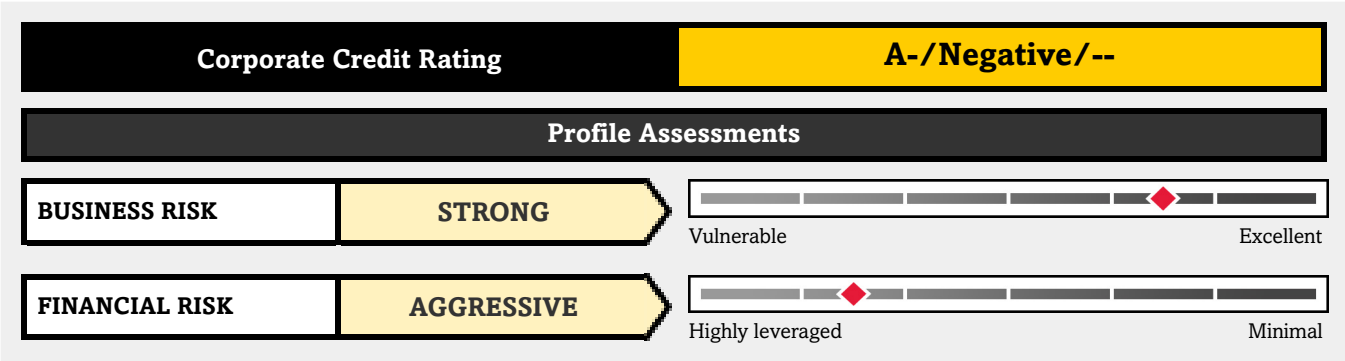 Corporate Credit Rating
A-/Negative/--
Profile Assessments
BUSINESS RISK
STRONG
Vulnerable
Excellent
FINANCIAL RISK
AGGRESSIVE
Highly leveraged
Minimal